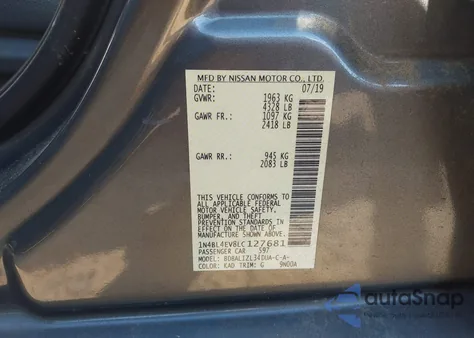 MFD BY NISSAN MOTOR CO., LTD.
DATE: 07/19
GVWR: 1963 KG
4328 LB
GAWR FR.: 1097 KG
2418 LB
GAWR RR.: 945 KG
2083 LB
THIS VEHICLE CONFORMS
TO ALL APPLICABLE FEDERAL
MOTOR VEHICLE SAFETY,
BUMPER, AND THEFT
PREVENTION STANDARDS IN
EFFECT ON THE DATE OF
MANUFACTURE SHOWN ABOVE.
1N4BL4EV8LC127681
PASSENGER CAR 597
MODEL: BDBALIZL34DUA-C-A-
COLOR: KAD TRIM: G 9N00A
autoSnap